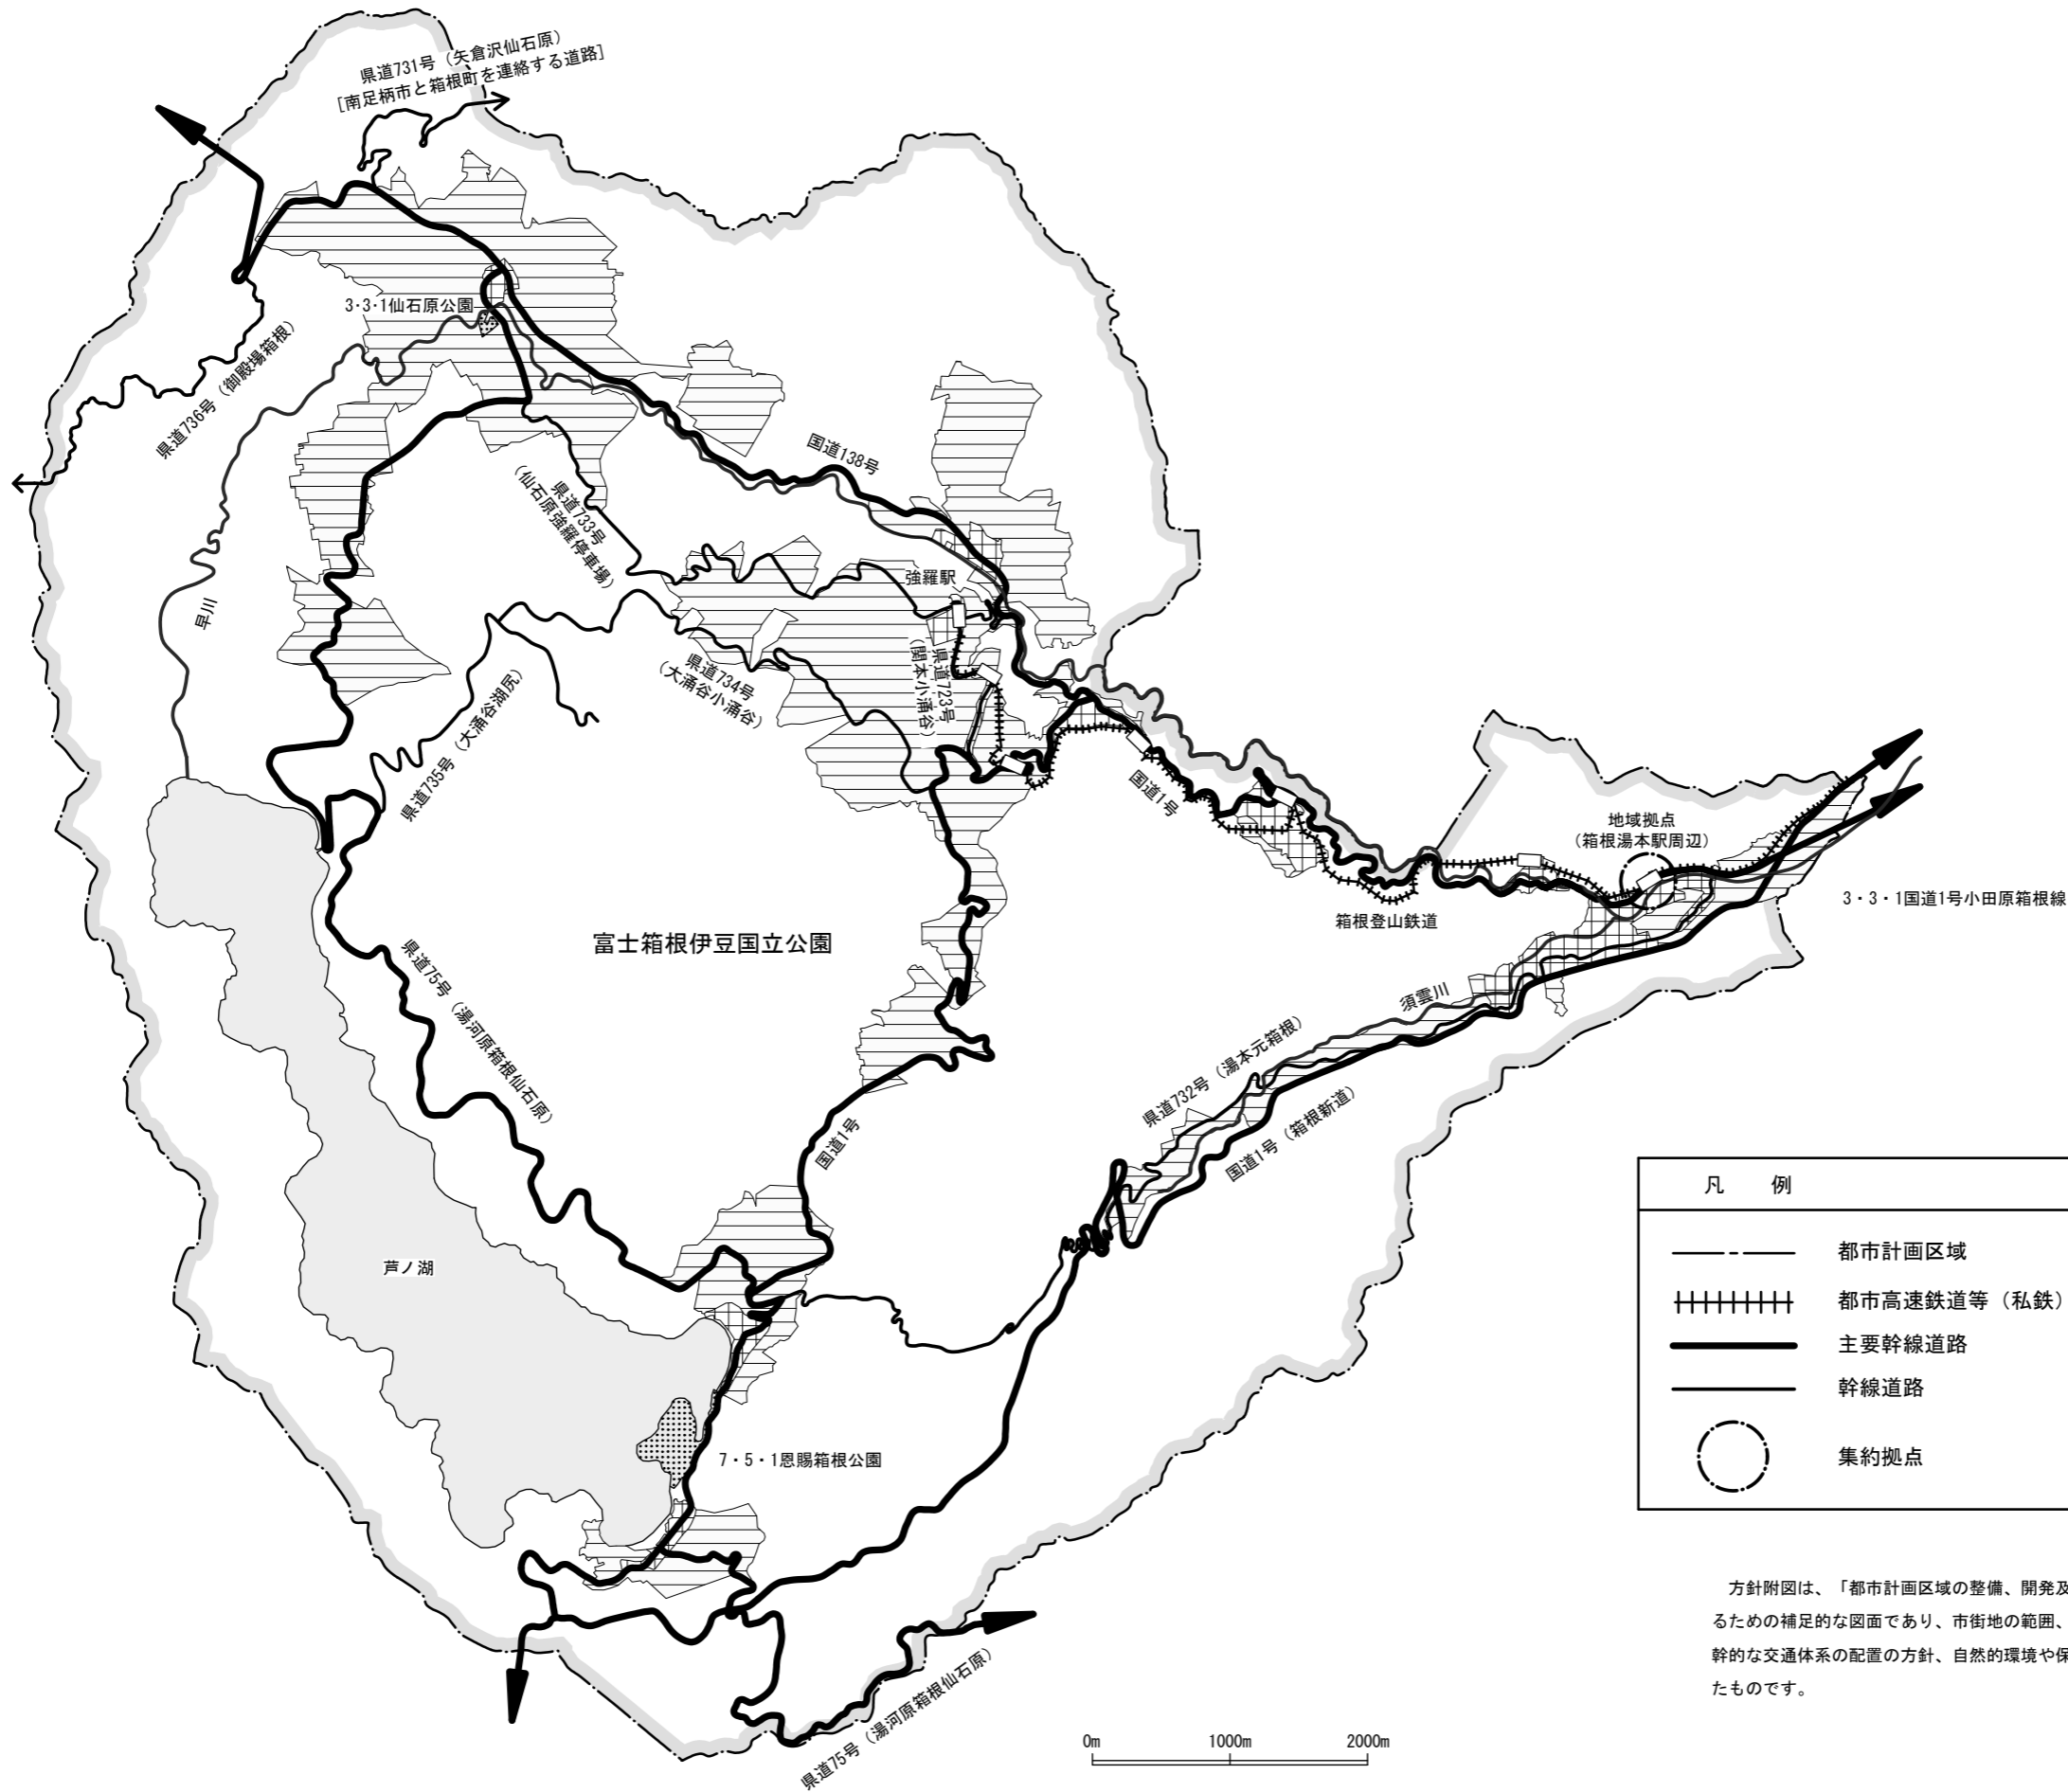 県道731号（矢倉沢仙石原）
[南足柄市と箱根町を連絡する道路]
3・3・1仙石原公園
県道736号（御殿場箱根）
国道138号
県道733号
（仙石原強羅停車場）
強羅駅
早川
県道723号
（関本小涌谷）
県道734号
（大涌谷小涌谷）
県道735号（大涌谷湖尻）
国道1号
地域拠点
（箱根湯本駅周辺）
3・3・1国道1号小田原箱根線
箱根登山鉄道
富士箱根伊豆国立公園
県道75号（湯河原箱根仙石原）
須雲川
県道732号（湯本元箱根）
国道1号（箱根新道）
国道1号
芦ノ湖
7・5・1恩賜箱根公園
県道75号（湯河原箱根仙石原）
凡　例
都市計画区域
都市高速鉄道等（私鉄）
主要幹線道路
幹線道路
集約拠点
方針附図は、「都市計画区域の整備、開発及
るための補足的な図面であり、市街地の範囲、
幹的な交通体系の配置の方針、自然的環境や保
たものです。
0m 1000m 2000m